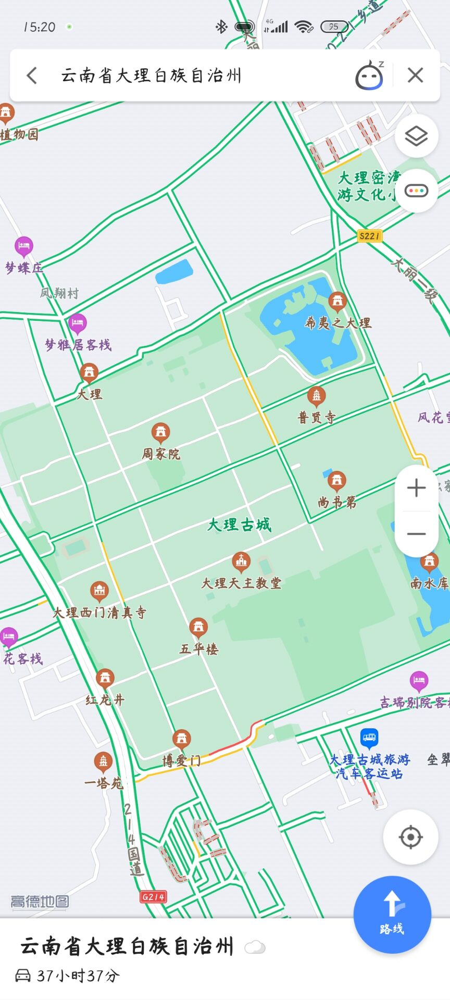 15:20
4G
95
云南省大理白族自治州
z
植物园
大理密湾
游文化小
S221
大丽一级
梦蝶庄
凤翔村
希夷之大理
梦雅居客栈
大理
普贤寺
风花雪
周家院
尚书第
大理古城
大理天主教堂
南水库
大理西门清真寺
五华楼
花客栈
红龙井
吉瑞别院客栈
博爱门
大理古城旅游
汽车客运站
垒翠
一塔苑
214国道
G214
高德地图
路线
云南省大理白族自治州
37小时37分